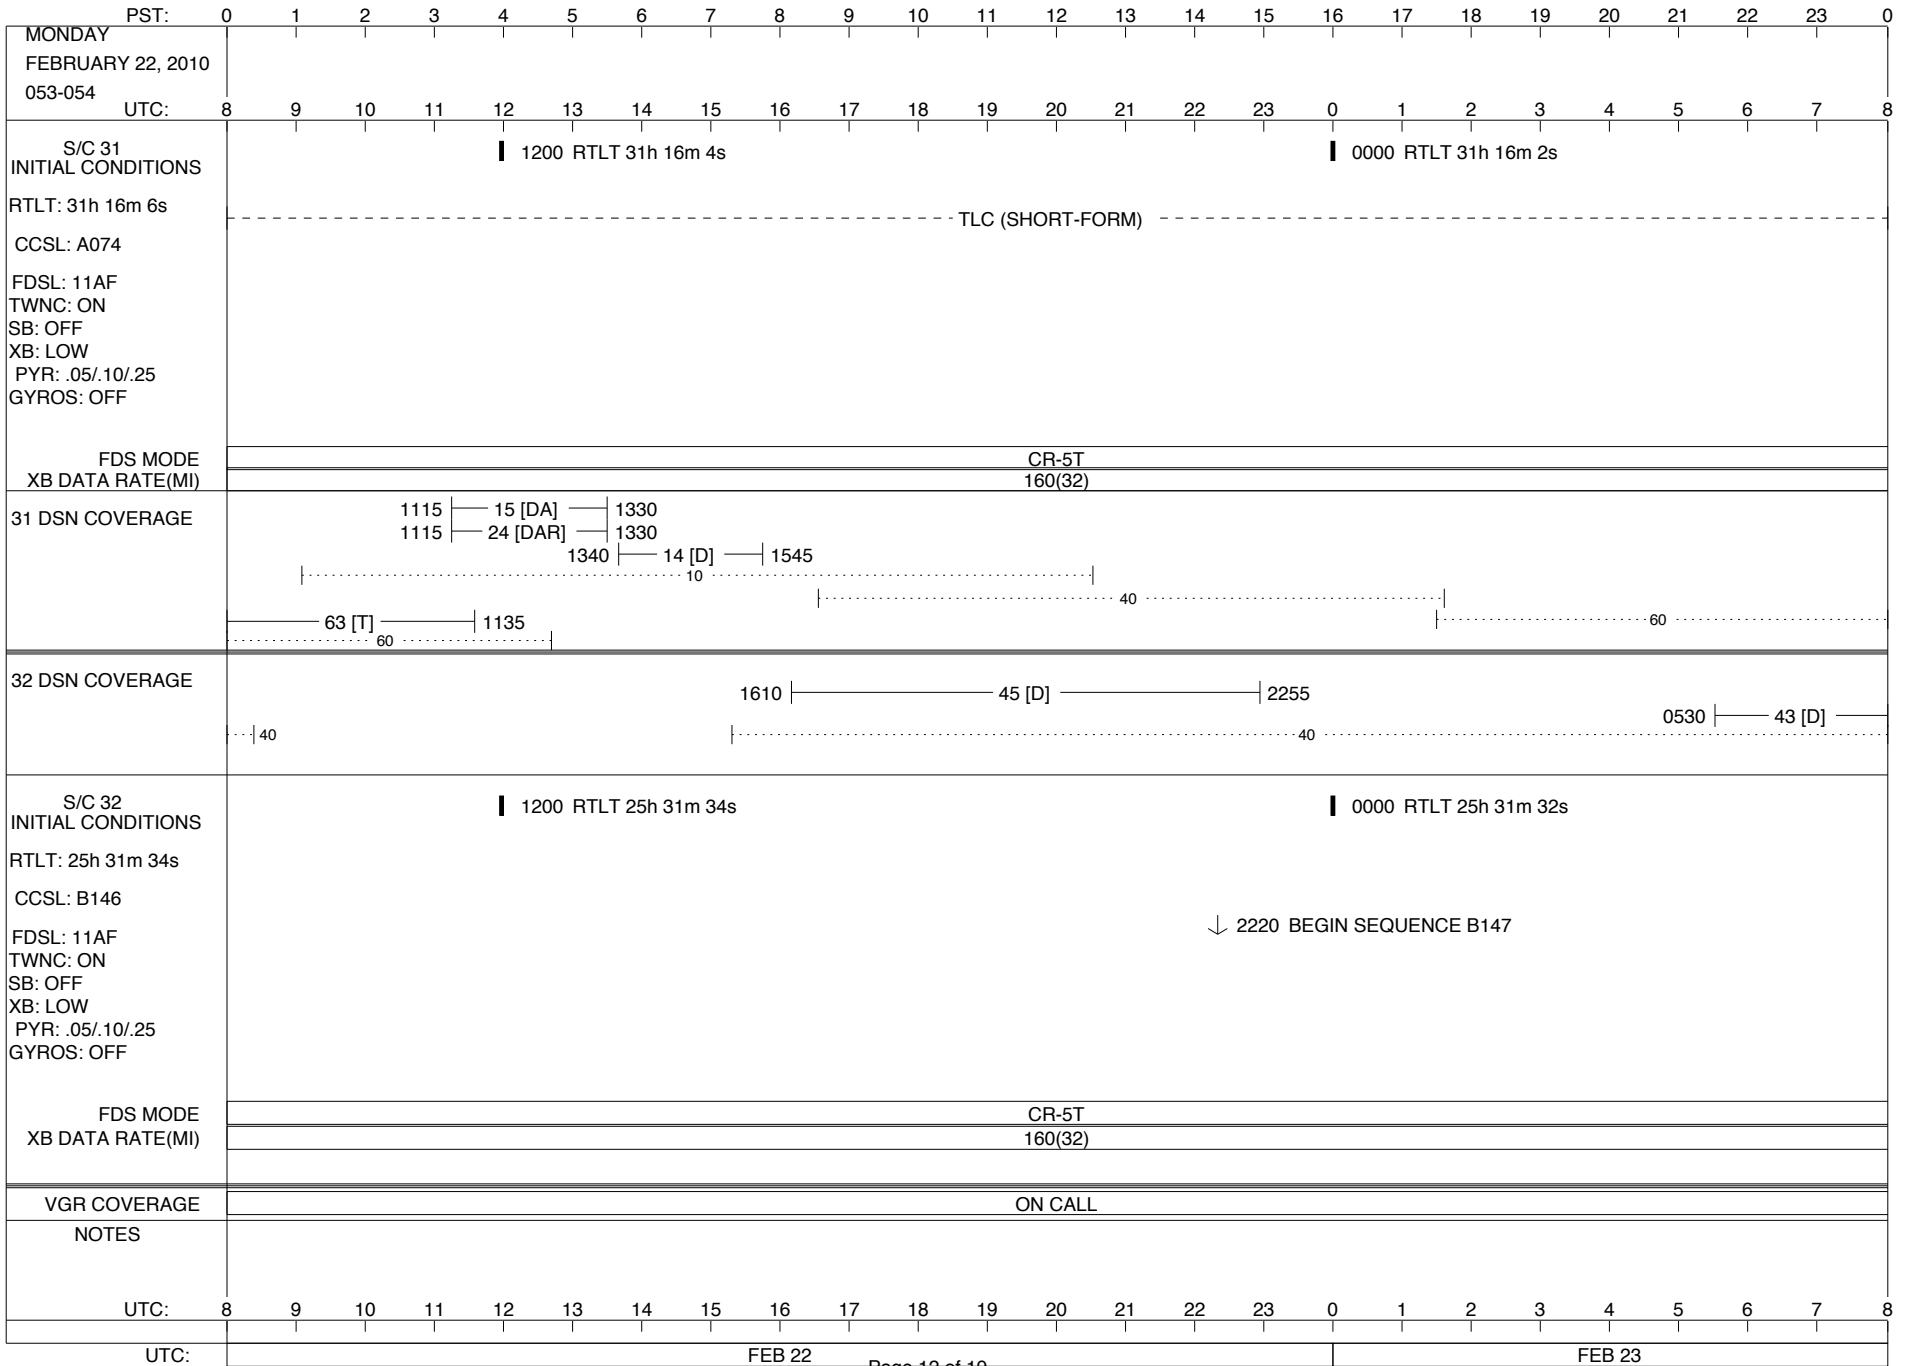 PST: 0 1 2 3 4 5 6 7 8 9 10 11 12 13 14 15 16 17 18 19 20 21 22 23 0
MONDAY
FEBRUARY 22, 2010
053-054
UTC: 8 9 10 11 12 13 14 15 16 17 18 19 20 21 22 23 0 1 2 3 4 5 6 7 8
S/C 31
INITIAL CONDITIONS
1200 RTLT 31h 16m 4s
0000 RTLT 31h 16m 2s
RTLT: 31h 16m 6s
TLC (SHORT-FORM)
CCSL: A074
FDSL: 11AF
TWNC: ON
SB: OFF
XB: LOW
PYR: .05/.10/.25
GYROS: OFF
FDS MODE CR-5T
XB DATA RATE(MI) 160(32)
31 DSN COVERAGE
1115 15 [DA] 1330
1115 24 [DAR] 1330
1340 14 [D] 1545
10
40
63 [T] 1135
60
60
32 DSN COVERAGE
1610 45 [D] 2255
0530 43 [D]
40
40
S/C 32
INITIAL CONDITIONS
1200 RTLT 25h 31m 34s
0000 RTLT 25h 31m 32s
RTLT: 25h 31m 34s
CCSL: B146
2220 BEGIN SEQUENCE B147
FDSL: 11AF
TWNC: ON
SB: OFF
XB: LOW
PYR: .05/.10/.25
GYROS: OFF
FDS MODE CR-5T
XB DATA RATE(MI) 160(32)
VGR COVERAGE ON CALL
NOTES
UTC: 8 9 10 11 12 13 14 15 16 17 18 19 20 21 22 23 0 1 2 3 4 5 6 7 8
UTC: FEB 22 FEB 23
Page 12 of 19